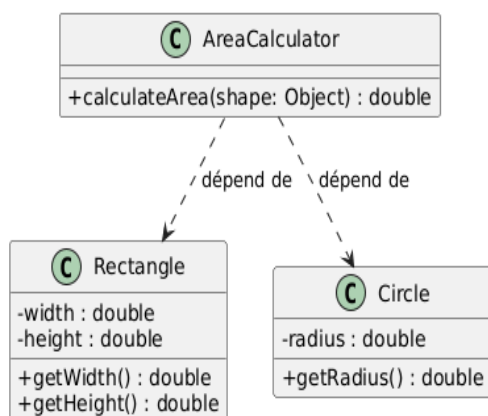 C AreaCalculator
+calculateArea(shape: Object) : double
dépend de
dépend de
C Rectangle
-width : double
-height : double
+getWidth() : double
+getHeight() : double
C Circle
-radius : double
+getRadius() : double